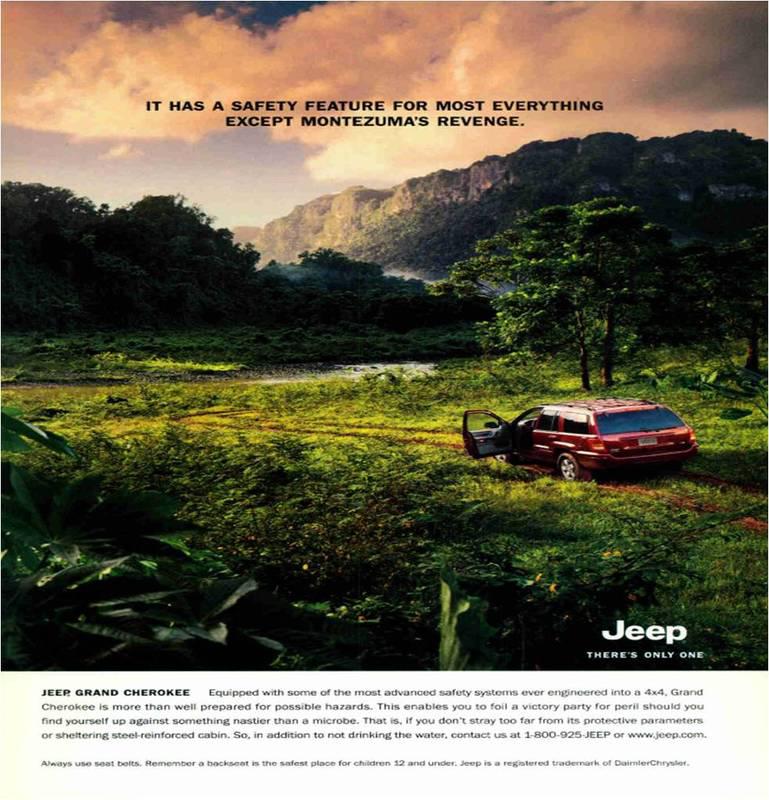 IT HAS A SAFETY FEATURE FOR MOST EVERYTHING
EXCEPT MONTEZUMA'S REVENGE.
Jeep
THERE'S ONLY ONE
JEEP GRAND CHEROKEE Equipped with some of the most advanced safety systems ever engineered into a 4x4, Grand
Cherokee is more than well prepared for possible hazards. This enables you to foil a victory party for peril should you
find yourself up against something nastier than a microbe. That is, if you don't stray too far from its protective parameters
or sheltering steel-reinforced cabin. So, in addition to not drinking the water, contact us at 1-800-925-JEEP or www.jeep.com.
Always use seat belts. Remember a backseat is the safest place for children 12 and under. Jeep is a registered trademark of DaimlerChrysler.